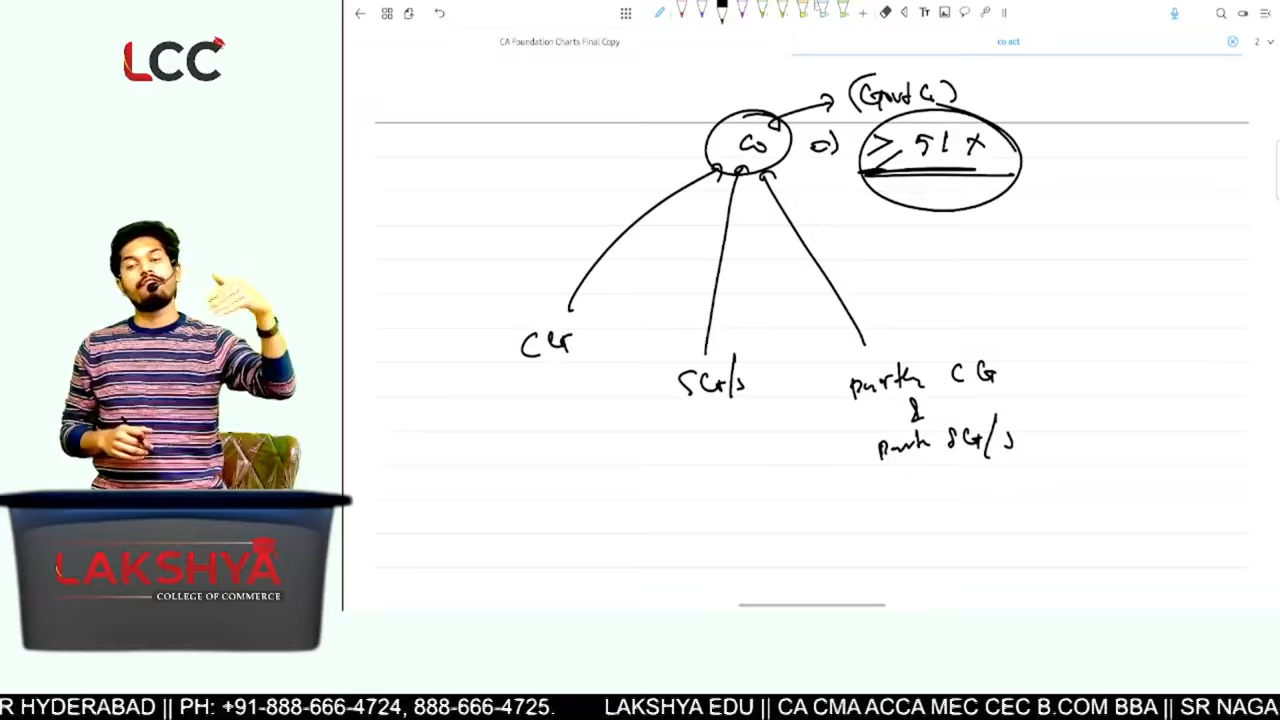 LCC
CA Foundation Charts Final Copy
co act
2
TT
(Govt Co)
Co
≥ 51 %
CG
SG/s
partly CG
&
partly SG/s
LAKSHYA
COLLEGE OF COMMERCE
R HYDERABAD || PH: +91-888-666-4724, 888-666-4725. LAKSHYA EDU || CA CMA ACCA MEC CEC B.COM BBA || SR NAGA